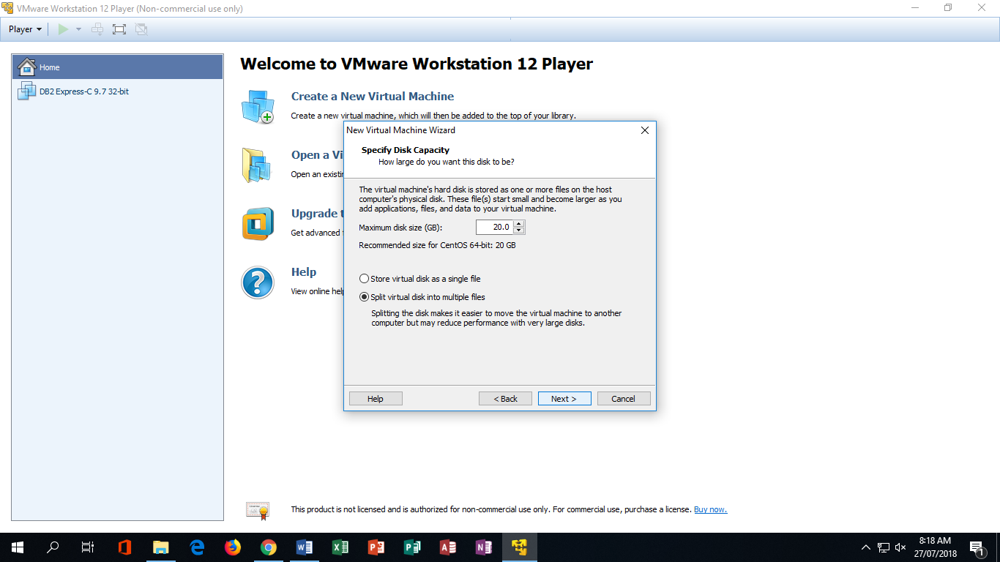 VMware Workstation 12 Player (Non-commercial use only)
Player
Home
DB2 Express-C 9.7 32-bit
Welcome to VMware Workstation 12 Player
Create a New Virtual Machine
Create a new virtual machine, which will then be added to the top of your library.
Open a Vi
Open an existin
Upgrade t
Get advanced
Help
View online help
New Virtual Machine Wizard
Specify Disk Capacity
How large do you want this disk to be?
The virtual machine's hard disk is stored as one or more files on the host
computer's physical disk. These file(s) start small and become larger as you
add applications, files, and data to your virtual machine.
Maximum disk size (GB): 20.0
Recommended size for CentOS 64-bit: 20 GB
Store virtual disk as a single file
Split virtual disk into multiple files
Splitting the disk makes it easier to move the virtual machine to another
computer but may reduce performance with very large disks.
Help < Back Next > Cancel
This product is not licensed and is authorized for non-commercial use only. For commercial use, purchase a license. Buy now.
8:18 AM
27/07/2018
1